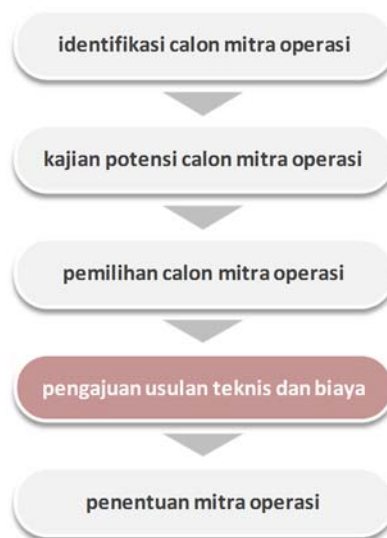 identifikasi calon mitra operasi
kajian potensi calon mitra operasi
pemilihan calon mitra operasi
pengajuan usulan teknis dan biaya
penentuan mitra operasi